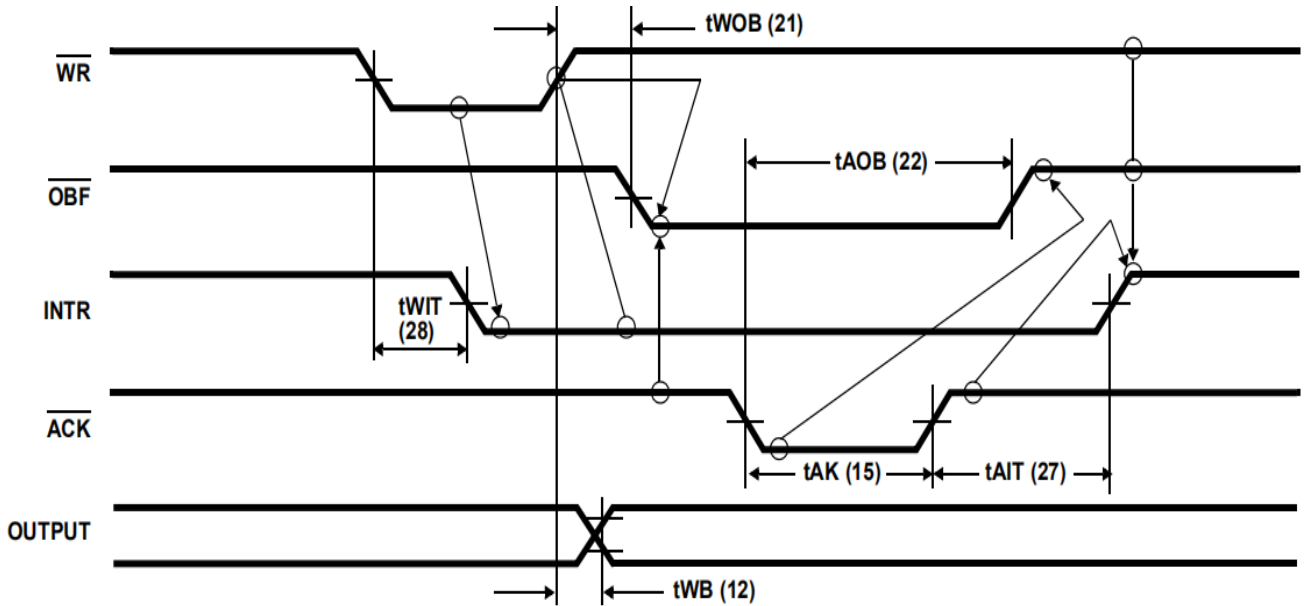 tWOB (21)
WR
tAOB (22)
OBF
INTR
tWIT
(28)
ACK
tAK (15)
tAIT (27)
OUTPUT
tWB (12)